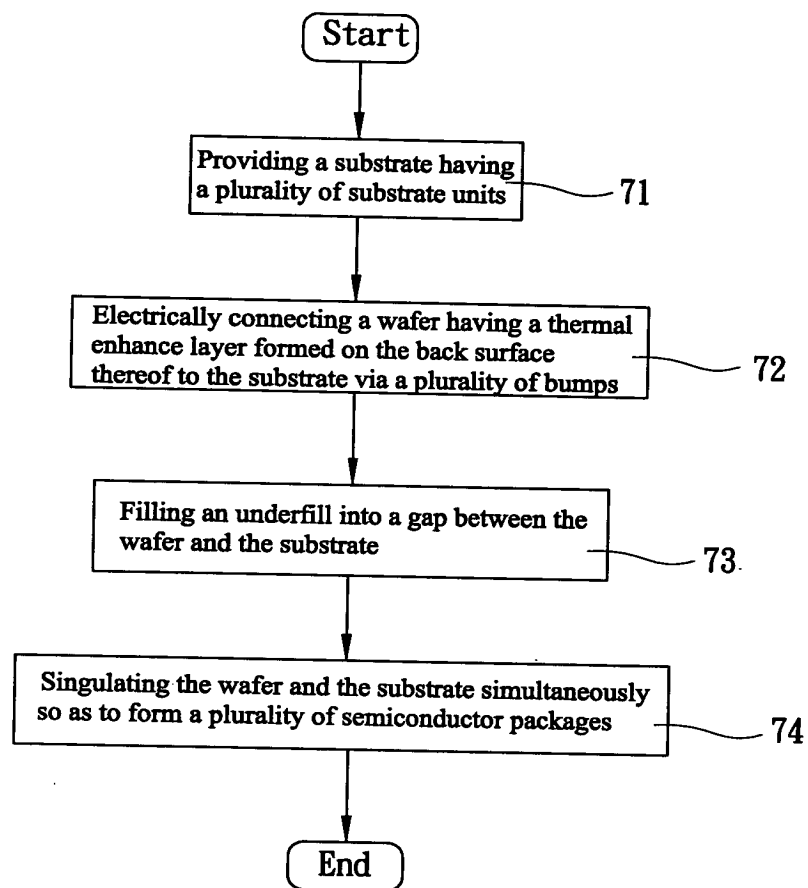 Start
Providing a substrate having
a plurality of substrate units
71
Electrically connecting a wafer having a thermal
enhance layer formed on the back surface
thereof to the substrate via a plurality of bumps
72
Filling an underfill into a gap between the
wafer and the substrate
73
Singulating the wafer and the substrate simultaneously
so as to form a plurality of semiconductor packages
74
End